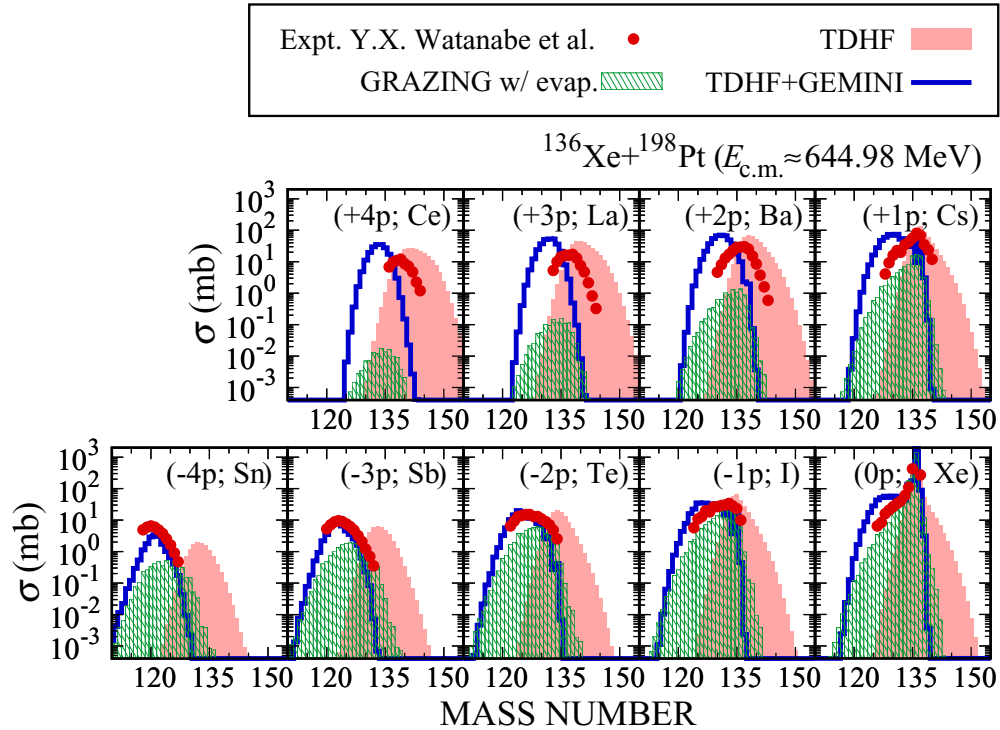 Expt. Y.X. Watanabe et al. TDHF
GRAZING w/ evap. TDHF+GEMINI
¹³⁶Xe+¹⁹⁸Pt (E_c.m.≈644.98 MeV)
(+4p; Ce) (+3p; La) (+2p; Ba) (+1p; Cs)
10³
10²
10¹
10⁰
10⁻¹
10⁻²
10⁻³
σ (mb)
120 135 150 120 135 150 120 135 150 120 135 150
(-4p; Sn) (-3p; Sb) (-2p; Te) (-1p; I) (0p; Xe)
10³
10²
10¹
10⁰
10⁻¹
10⁻²
10⁻³
σ (mb)
120 135 150 120 135 150 120 135 150 120 135 150 120 135 150
MASS NUMBER